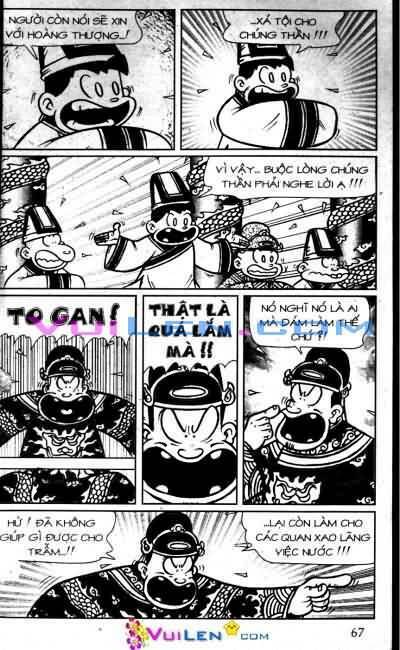 NGƯỜI CÒN NÓI SẼ XIN
VỚI HOÀNG THƯỢNG..!
...XÁ TỘI CHO
CHÚNG THẦN !!!
VÌ VẬY... BUỘC LÒNG CHÚNG
THẦN PHẢI NGHE LỜI Ạ !!!
TO GAN!
THẬT LÀ
QUÁ LẮM
MÀ !!
NÓ NGHĨ NÓ LÀ AI
MÀ DÁM LÀM THẾ
CHỨ ?!
VUILEN.COM
HỪ ! ĐÃ KHÔNG
GIÚP GÌ ĐƯỢC CHO
TRẪM...!!
...LẠI CÒN LÀM CHO
CÁC QUAN XAO LÃNG
VIỆC NƯỚC !!!
VUILEN.COM
67